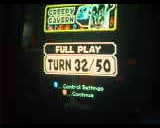 CREEPY
CAVERN
FULL PLAY
TURN 32/50
Control Settings
Continue